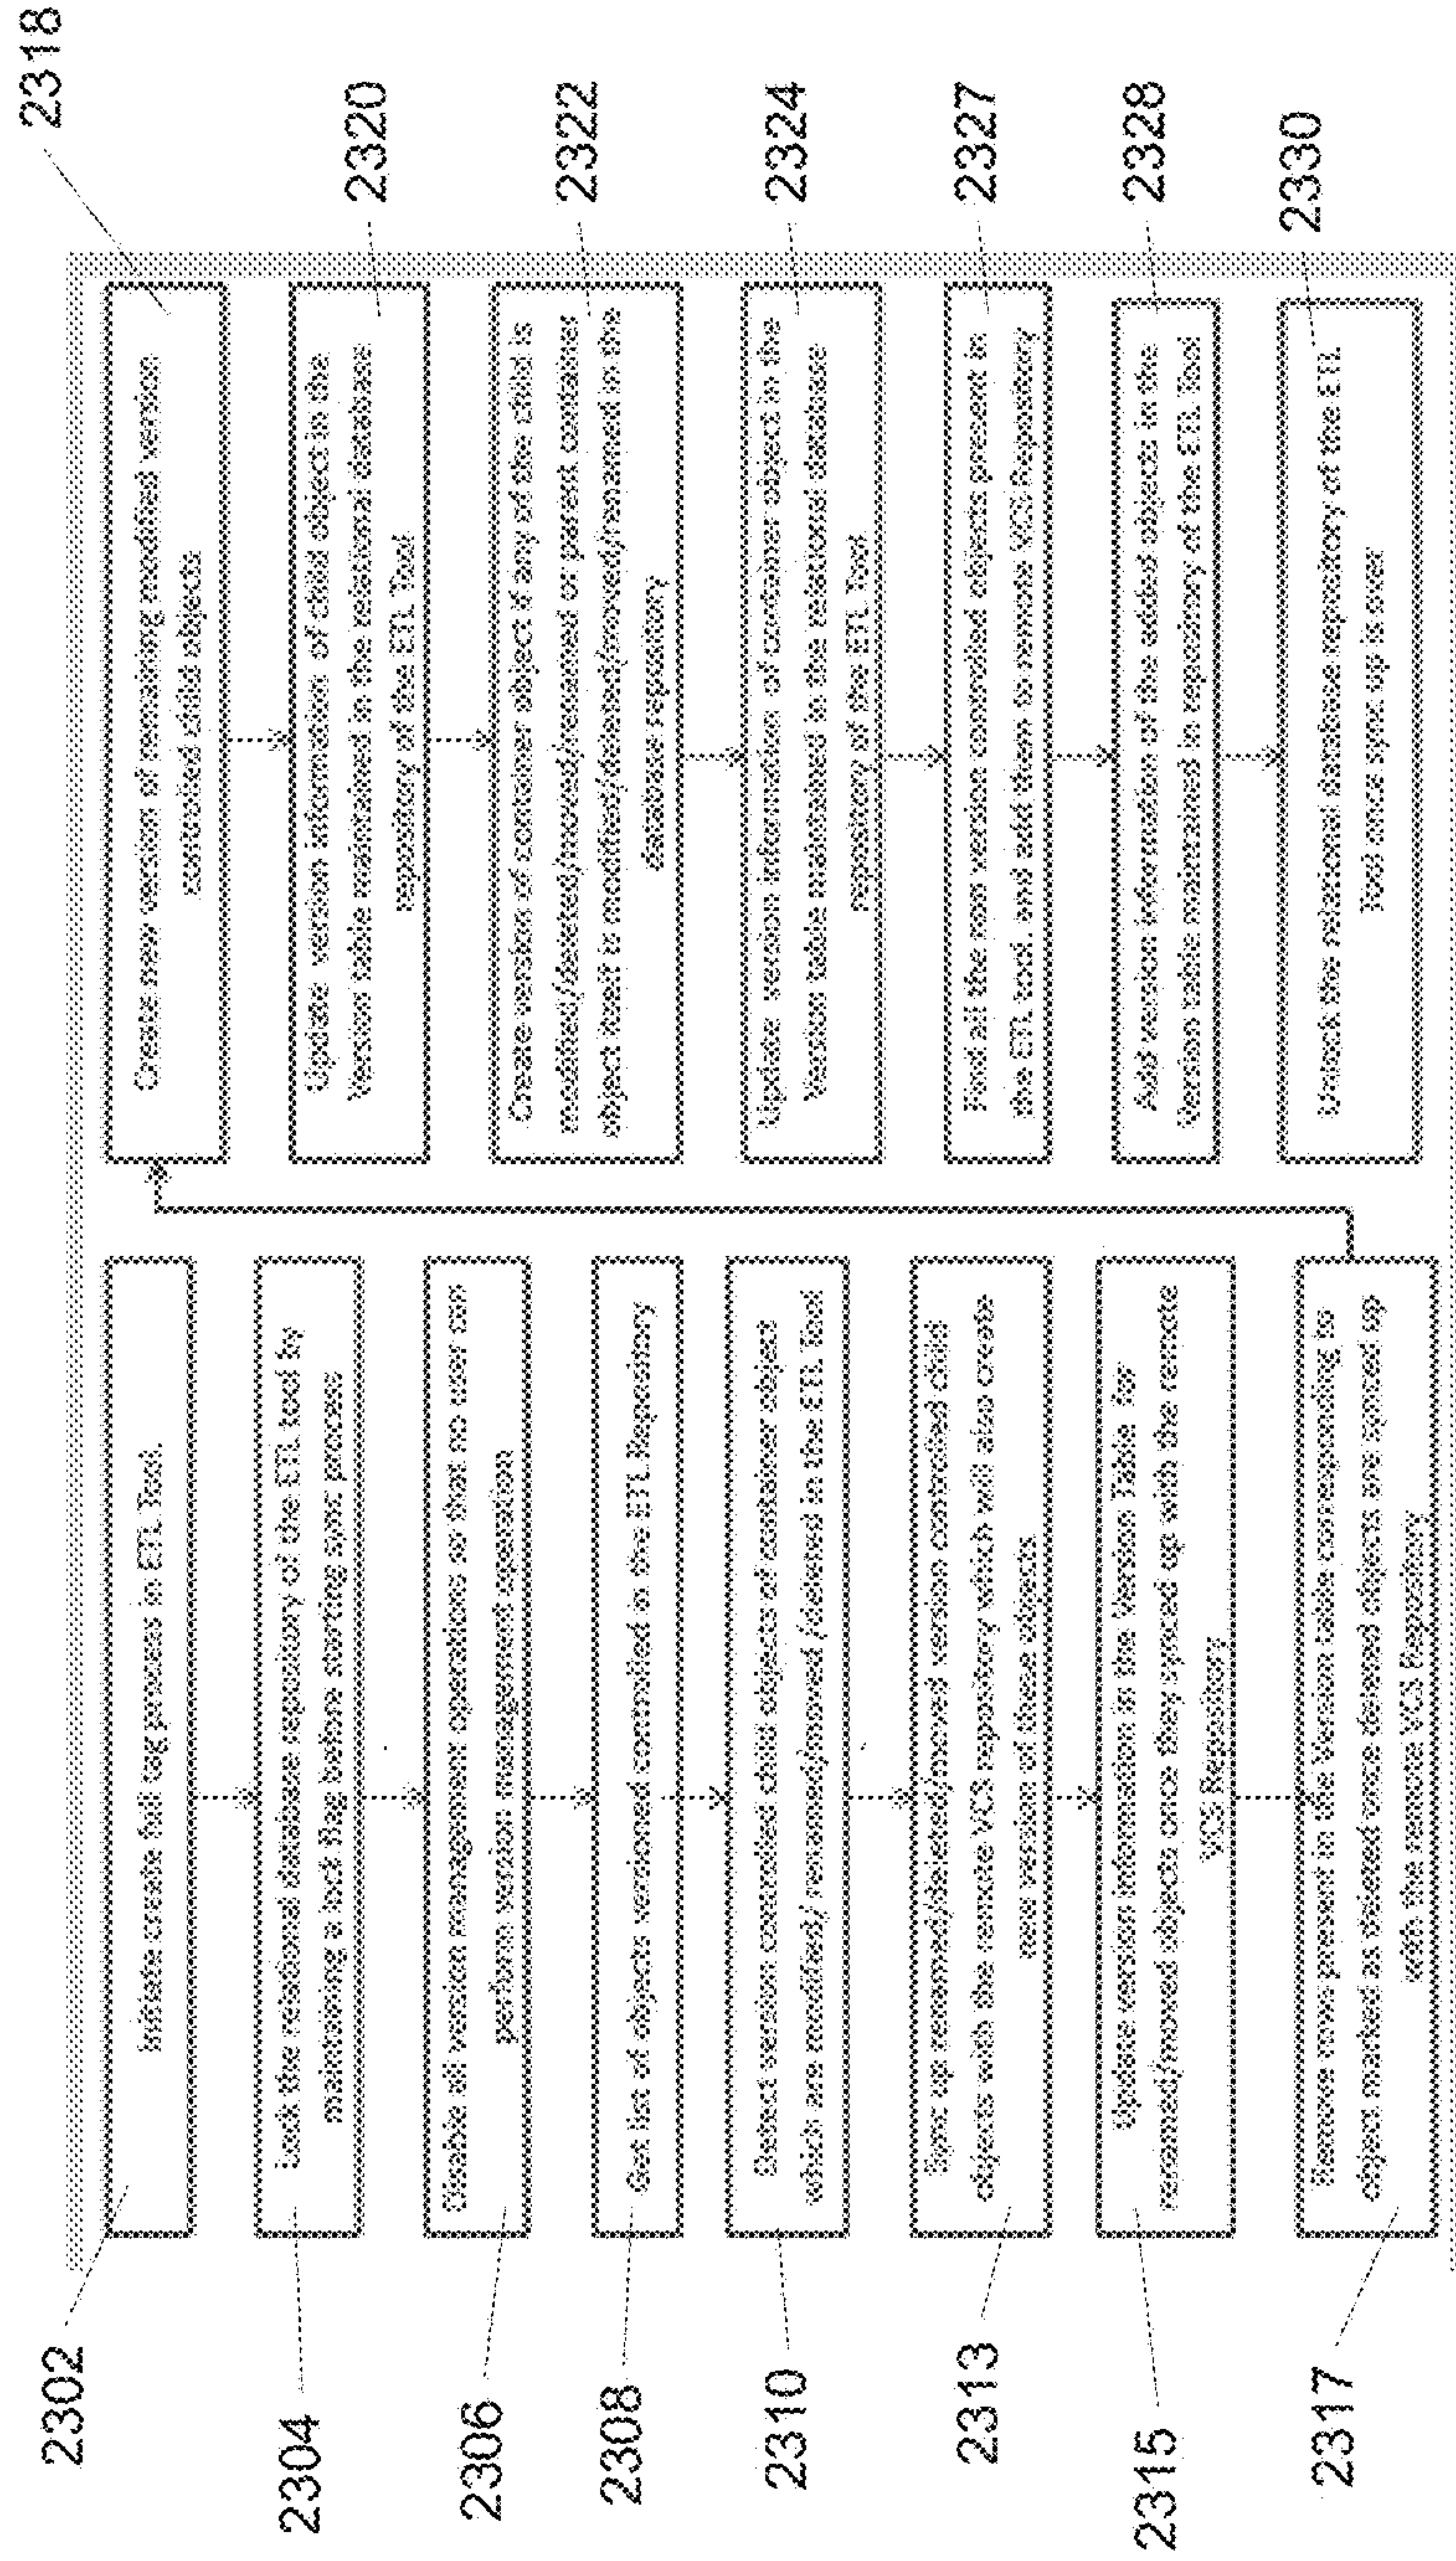 2302
Initiate create full tag process in ETL Tool.
2304
Lock the relational database repository of the ETL tool by
maintaining a lock flag before starting sync process
2306
Disable all version management operations so that no user can
perform version management operation
2308
Get list of objects versioned controlled in the ETL Repository
2310
Detect version controlled child objects of container object
which are modified/ renamed/moved /deleted in the ETL Tool
2313
Sync up renamed/deleted/moved version controlled child
objects with the remote VCS repository which will also create
new version of these objects
2315
Update version information in the Version Table for
renamed/moved objects once they synced up with the remote
VCS Repository
2317
Remove rows present in the Version table corresponding to
object marked as deleted once deleted objects are synced up
with the remote VCS Repository
2318
Create new version of remaining modified version
controlled child objects
2320
Update version information of child object in the
Version table maintained in the relational database
repository of the ETL Tool
2322
Create version of container object if any of the child is
modified/deleted/moved/renamed or parent container
object itself is modified/deleted/moved/renamed in the
database repository
2324
Update version information of container object in the
Version table maintained in the relational database
repository of the ETL Tool
2327
Find all the non version controlled objects present in
the ETL tool. and add them to remote VCS Repository
2328
Add version information of the added object in the
Version table maintained in repository of the ETL Tool
2330
Unlock the relational database repository of the ETL
Tool once sync up is over